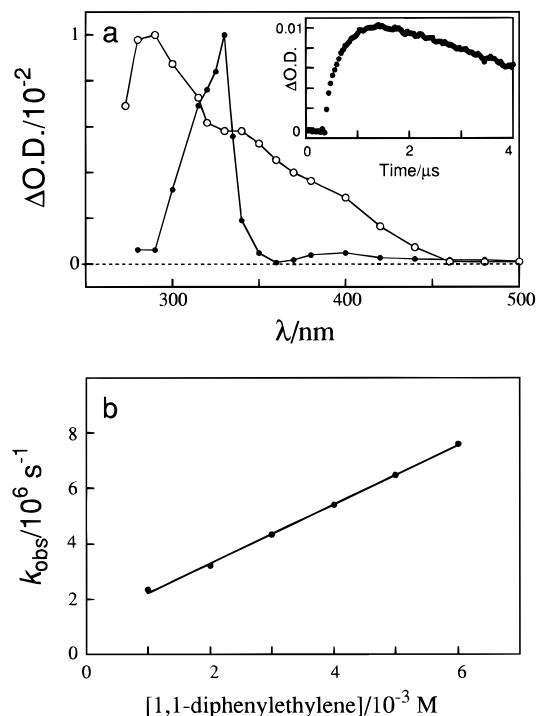 a
ΔO.D./10⁻²
1
0
300
400
500
λ/nm
ΔO.D.
0.01
0
0
2
4
Time/μs
b
k_obs/10⁶ s⁻¹
8
6
4
2
0
0
2
4
6
[1,1-diphenylethylene]/10⁻³ M